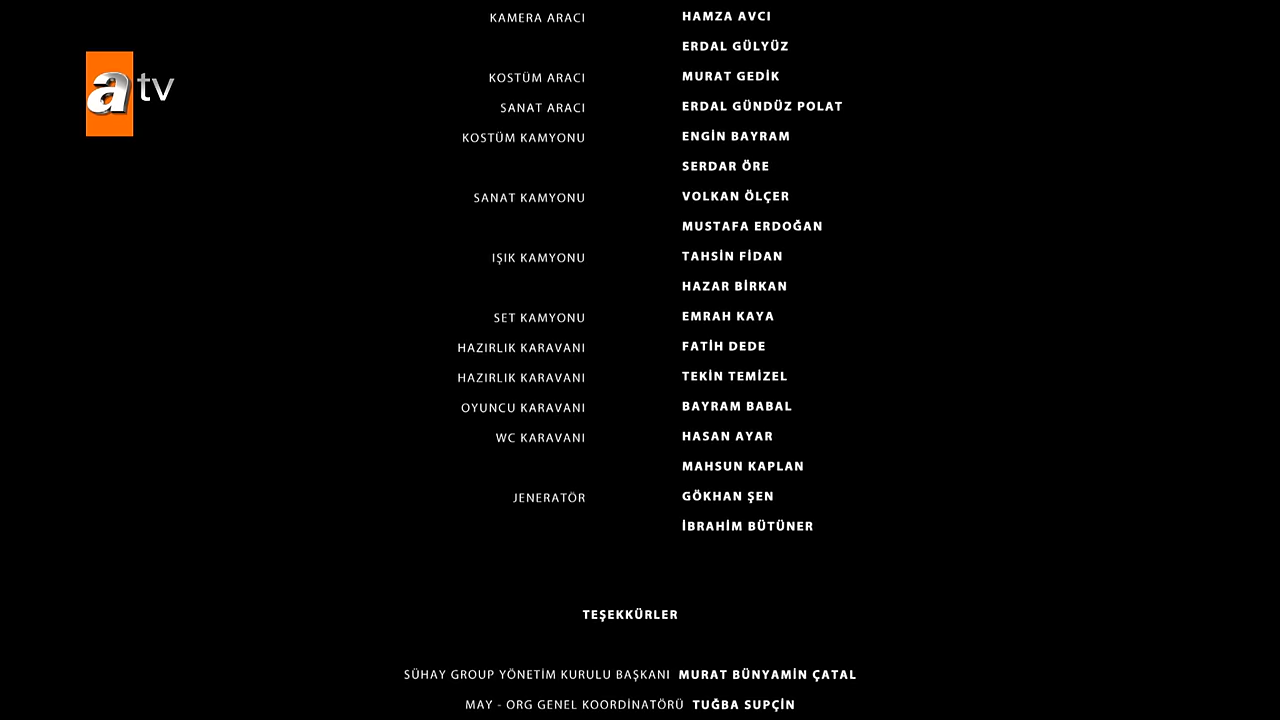 KAMERA ARACI HAMZA AVCI
ERDAL GÜLYÜZ
a tv
KOSTÜM ARACI MURAT GEDİK
SANAT ARACI ERDAL GÜNDÜZ POLAT
KOSTÜM KAMYONU ENGİN BAYRAM
SERDAR ÖRE
SANAT KAMYONU VOLKAN ÖLÇER
MUSTAFA ERDOĞAN
IŞIK KAMYONU TAHSİN FİDAN
HAZAR BİRKAN
SET KAMYONU EMRAH KAYA
HAZIRLIK KARAVANI FATİH DEDE
HAZIRLIK KARAVANI TEKİN TEMİZEL
OYUNCU KARAVANI BAYRAM BABAL
WC KARAVANI HASAN AYAR
MAHSUN KAPLAN
JENERATÖR GÖKHAN ŞEN
İBRAHİM BÜTÜNER
TEŞEKKÜRLER
SÜHAY GROUP YÖNETİM KURULU BAŞKANI MURAT BÜNYAMİN ÇATAL
MAY - ORG GENEL KOORDİNATÖRÜ TUĞBA SUPÇİN